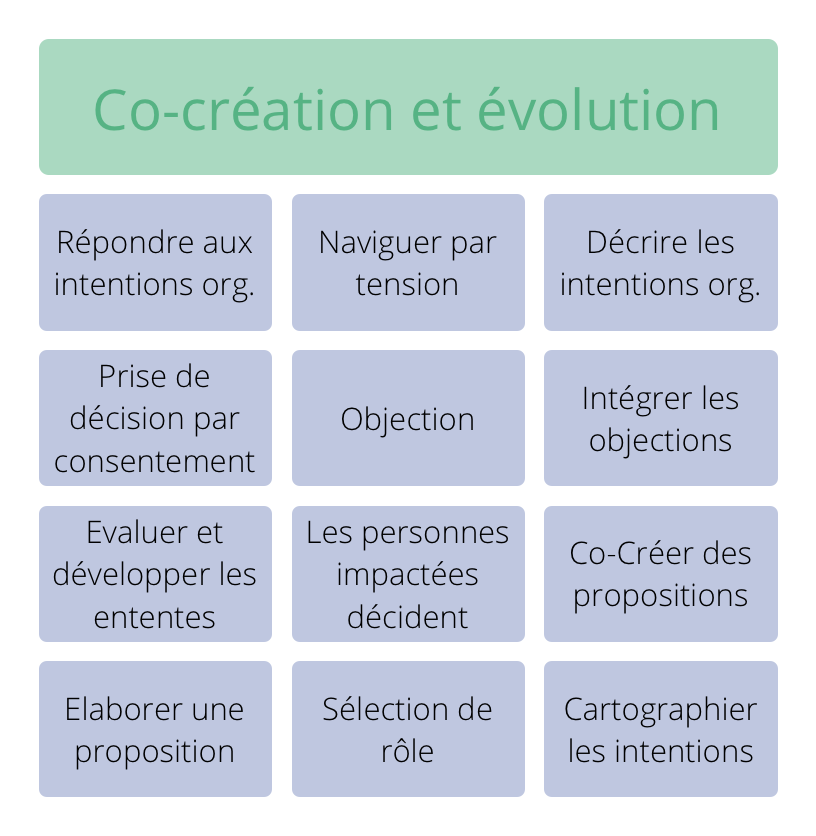 Co-création et évolution
Répondre aux
intentions org.
Naviguer par
tension
Décrire les
intentions org.
Prise de
décision par
consentement
Objection
Intégrer les
objections
Evaluer et
développer les
ententes
Les personnes
impactées
décident
Co-Créer des
propositions
Elaborer une
proposition
Sélection de
rôle
Cartographier
les intentions